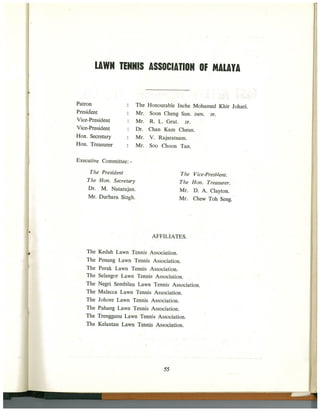 LAWN TENNIS ASSOCIATION OF MALAYA
Patron : The Honourable Inche Mohamed Khir Johari.
President : Mr. Soon Cheng Sun. JMN. JP.
Vice-President : Mr. R. L. Grut. JP.
Vice-President : Dr. Chan Kam Cheun.
Hon. Secretary : Mr. V. Rajaratnam.
Hon. Treasurer : Mr. Soo Choon Tan.
Executive Committee:-
The President The Vice-President.
The Hon. Secretary The Hon. Treasurer.
Dr. M. Natarajan. Mr. D. A. Clayton.
Mr. Durbara Singh. Mr. Chew Toh Seng.
AFFILIATES.
The Kedah Lawn Tennis Association.
The Penang Lawn Tennis Association.
The Perak Lawn Tennis Association.
The Selangor Lawn Tennis Association.
The Negri Sembilan Lawn Tennis Association.
The Malacca Lawn Tennis Association.
The Johore Lawn Tennis Association.
The Pahang Lawn Tennis Association.
The Trengganu Lawn Tennis Association.
The Kelantan Lawn Tennis Association.
55